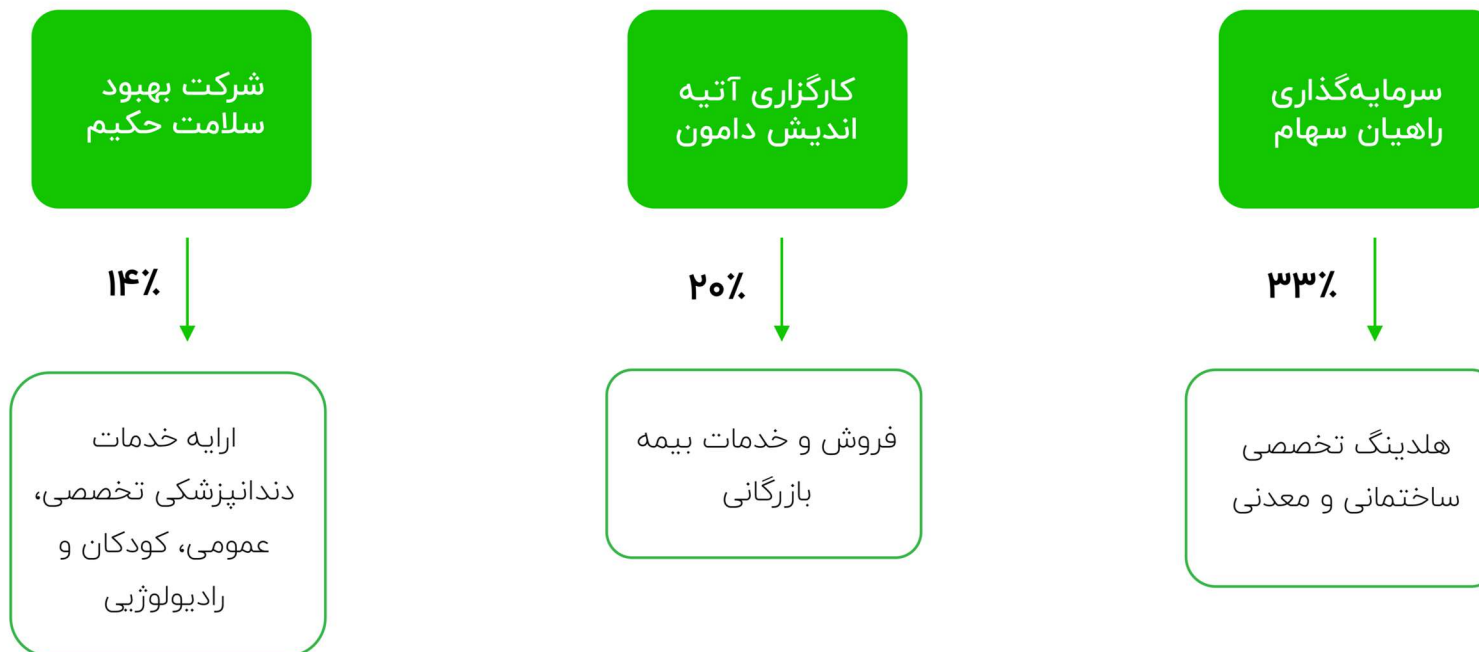 سرمایه‌گذاری
راهیان سهام
۳۳٪
هلدینگ تخصصی
ساختمانی و معدنی
کارگزاری آتیه
اندیش دامون
۲۰٪
فروش و خدمات بیمه
بازرگانی
شرکت بهبود
سلامت حکیم
۱۴٪
ارایه خدمات
دندانپزشکی تخصصی،
عمومی، کودکان و
رادیولوژیی